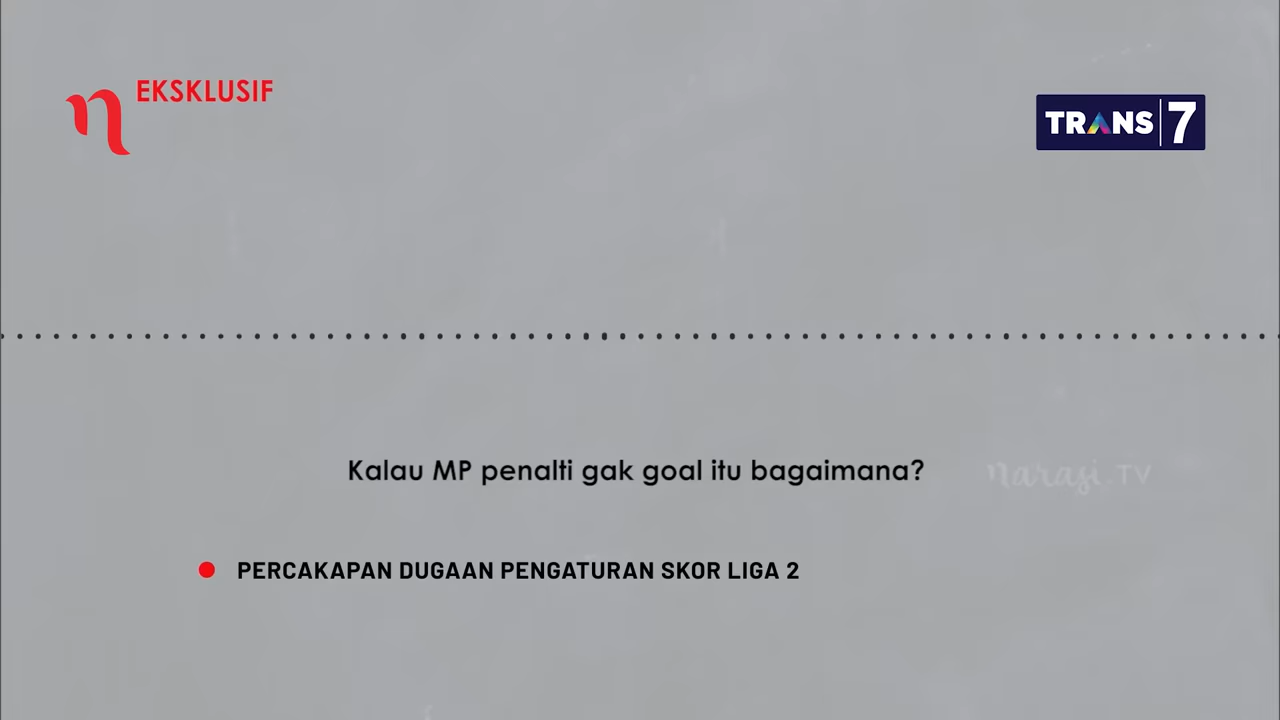 EKSKLUSIF
TRANS 7
Kalau MP penalti gak goal itu bagaimana?
narasi.TV
PERCAKAPAN DUGAAN PENGATURAN SKOR LIGA 2